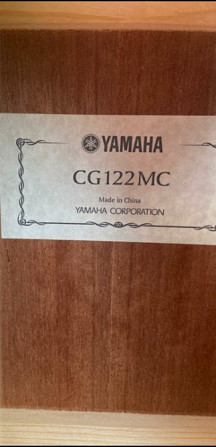 YAMAHA
CG122MC
Made in China
YAMAHA CORPORATION